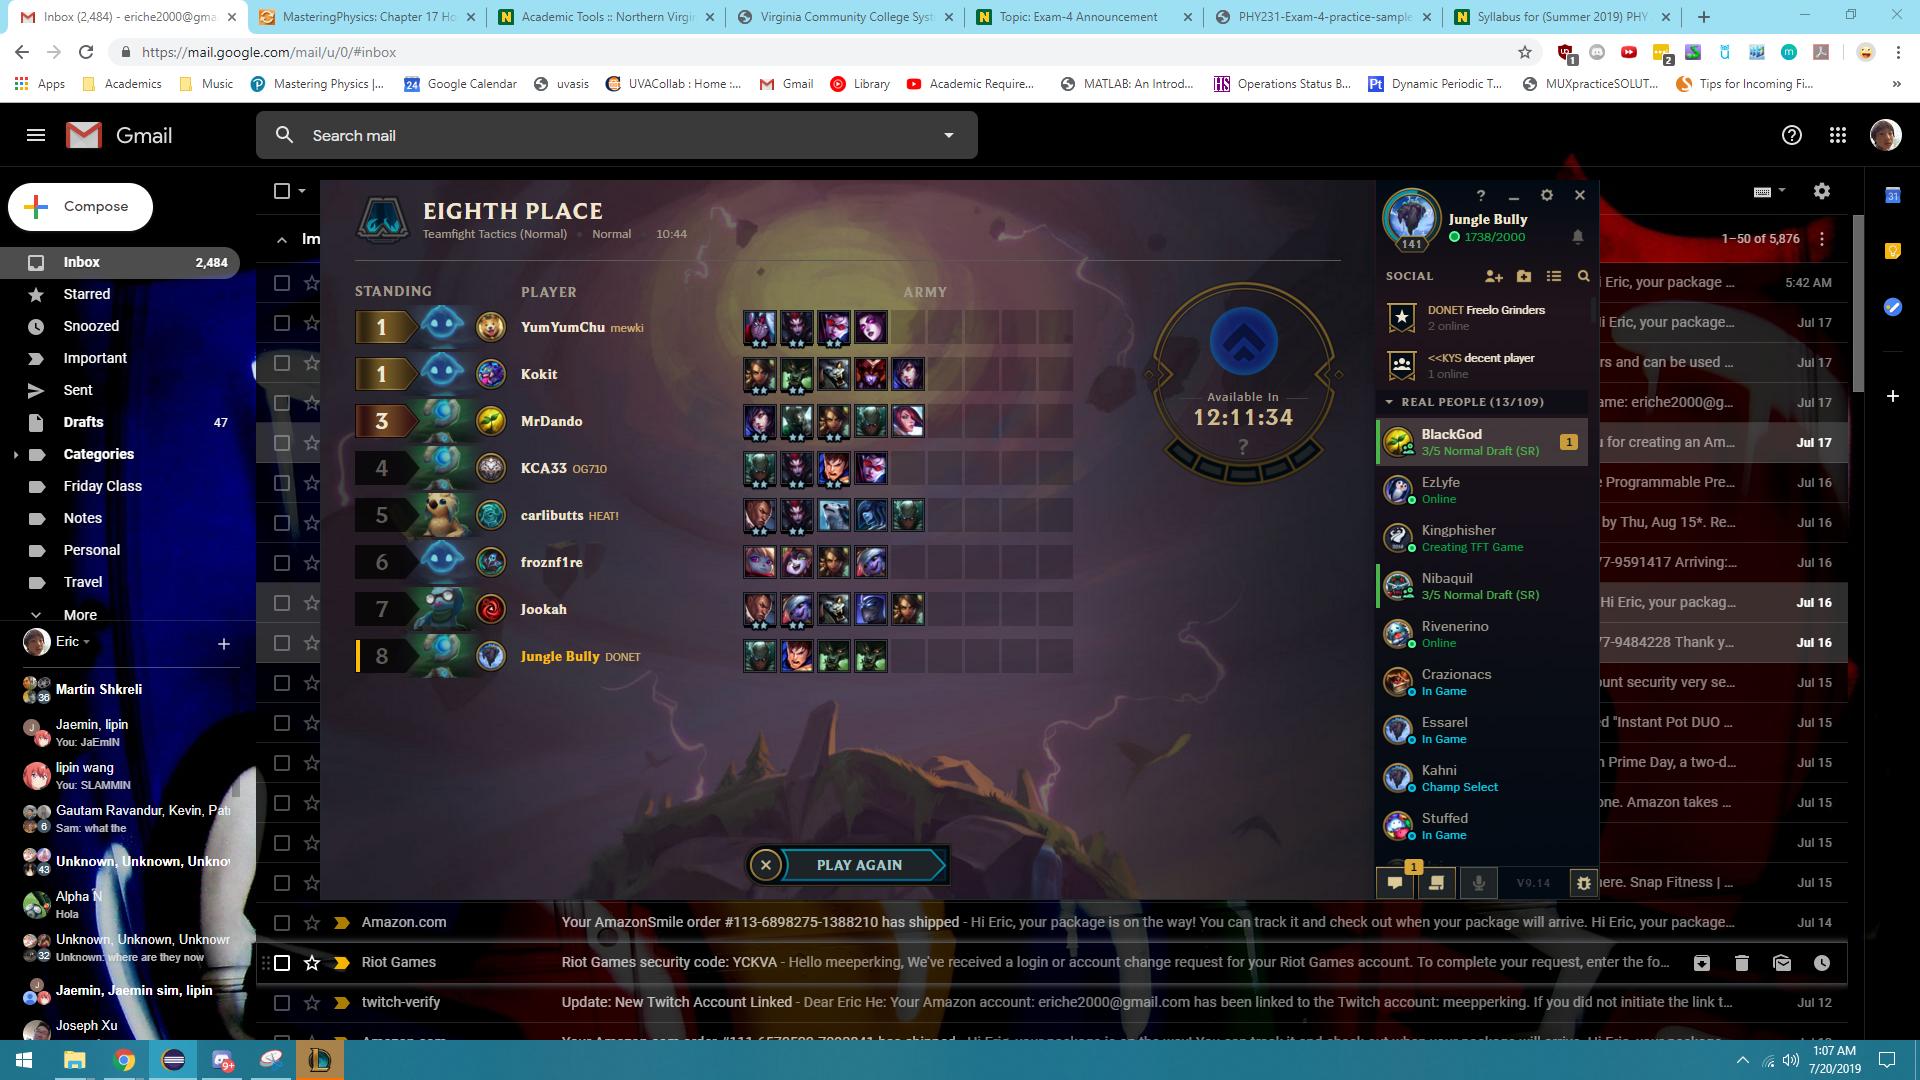 Inbox (2,484) - eriche2000@gma
MasteringPhysics: Chapter 17 Ho
Academic Tools :: Northern Virgin
Virginia Community College Syst
Topic: Exam-4 Announcement
PHY231-Exam-4-practice-sample
Syllabus for (Summer 2019) PHY
https://mail.google.com/mail/u/0/#inbox
1
2
Apps
Academics
Music
Mastering Physics |...
24
Google Calendar
uvasis
UVACollab : Home :...
Gmail
Library
Academic Require...
MATLAB: An Introd...
HS
Operations Status B...
Pt
Dynamic Periodic T...
MUXpracticeSOLUT...
Tips for Incoming Fi...
»
Gmail
Search mail
Compose
Inbox 2,484
Starred
Snoozed
Important
Sent
Drafts 47
Categories
Friday Class
Notes
Personal
Travel
More
Eric
Martin Shkreli
36
Jaemin, lipin
You: JaEmIN
lipin wang
You: SLAMMIN
Gautam Ravandur, Kevin, Pat
Sam: what the
6
Unknown, Unknown, Unkno
43
Alpha N
Hola
Unknown, Unknown, Unknown
Unknown: where are they now
32
Jaemin, Jaemin sim, lipin
Joseph Xu
Im
1–50 of 5,876
31
EIGHTH PLACE
Teamfight Tactics (Normal) • Normal • 10:44
STANDING PLAYER ARMY
1 YumYumChu mewki
1 Kokit
3 MrDando
4 KCA33 OG710
5 carlibutts HEAT!
6 froznf1re
7 Jookah
8 Jungle Bully DONET
Available In
12:11:34
?
PLAY AGAIN
?
Jungle Bully
1738/2000
141
SOCIAL
DONET Freelo Grinders
2 online
<<KYS decent player
1 online
REAL PEOPLE (13/109)
BlackGod
3/5 Normal Draft (SR)
1
EzLyfe
Online
Kingphisher
Creating TFT Game
Nibaquil
3/5 Normal Draft (SR)
Rivenerino
Online
Crazionacs
In Game
Essarel
In Game
Kahni
Champ Select
Stuffed
In Game
1
V9.14
i Eric, your package ... 5:42 AM
i Eric, your package... Jul 17
rs and can be used ... Jul 17
ame: eriche2000@g... Jul 17
u for creating an Am... Jul 17
e Programmable Pre... Jul 16
by Thu, Aug 15*. Re... Jul 16
77-9591417 Arriving:... Jul 16
Hi Eric, your packag... Jul 16
77-9484228 Thank y... Jul 16
unt security very se... Jul 15
d "Instant Pot DUO ... Jul 15
n Prime Day, a two-d... Jul 15
one. Amazon takes ... Jul 15
Jul 15
here. Snap Fitness | ... Jul 15
Amazon.com Your AmazonSmile order #113-6898275-1388210 has shipped - Hi Eric, your package is on the way! You can track it and check out when your package will arrive. Hi Eric, your package... Jul 14
Riot Games Riot Games security code: YCKVA - Hello meeperking, We've received a login or account change request for your Riot Games account. To complete your request, enter the fo...
twitch-verify Update: New Twitch Account Linked - Dear Eric He: Your Amazon account: eriche2000@gmail.com has been linked to the Twitch account: meepperking. If you did not initiate the link t... Jul 12
9+
1:07 AM
7/20/2019